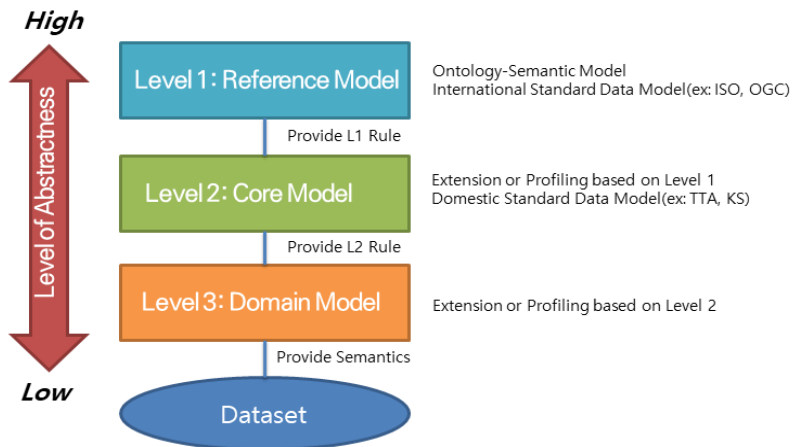 High
Level of Abstractness
Level 1: Reference Model
Ontology-Semantic Model
International Standard Data Model(ex: ISO, OGC)
Provide L1 Rule
Level 2: Core Model
Extension or Profiling based on Level 1
Domestic Standard Data Model(ex: TTA, KS)
Provide L2 Rule
Level 3: Domain Model
Extension or Profiling based on Level 2
Provide Semantics
Low
Dataset